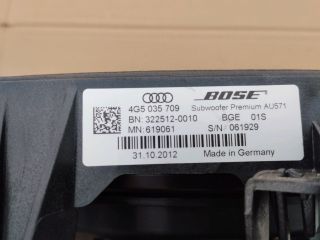 BOSE
4G5 035 709 Subwoofer Premium AU571
BN: 322512-0010 BGE 01S
MN: 619061 S/N: 061929
31.10.2012 Made in Germany